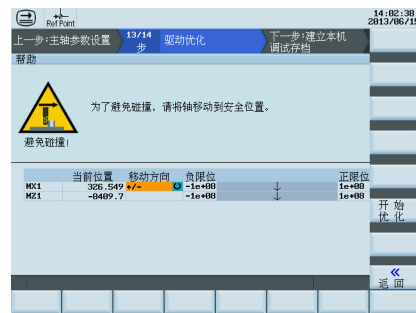 Ref Point
14:02:38
2013/06/15
上一步:主轴参数设置
13/14
步
驱动优化
下一步:建立本机
调试存档
帮助
为了避免碰撞，请将轴移动到安全位置。
避免碰撞!
当前位置 移动方向 负限位 正限位
MX1 326.549 +/- -1e+08 ↓ 1e+08
MZ1 -8409.7 -1e+08 ↓ 1e+08
开始
优化
«
返回